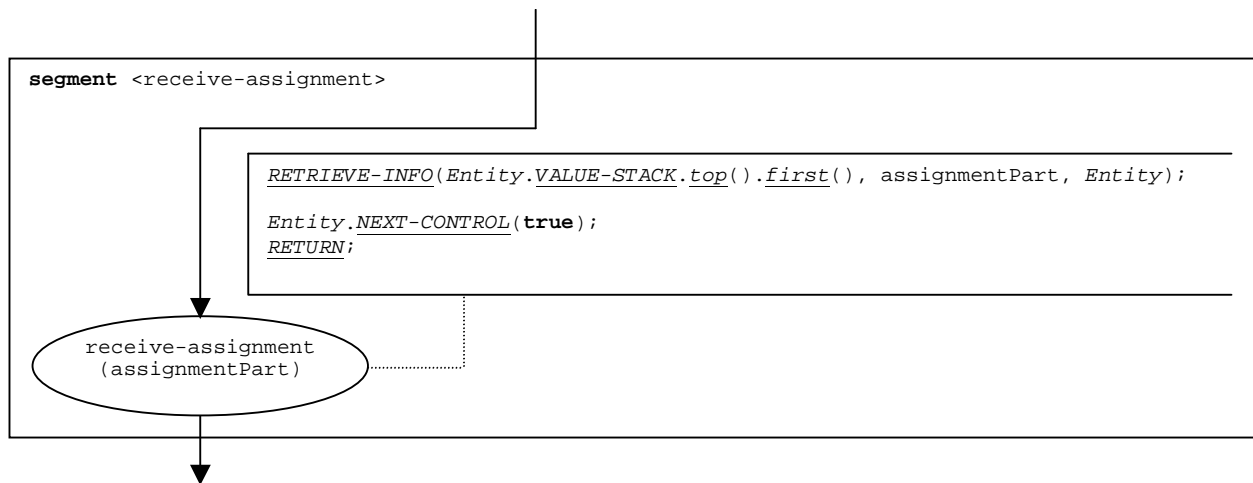 segment <receive-assignment>
RETRIEVE-INFO(Entity.VALUE-STACK.top().first(), assignmentPart, Entity);
Entity.NEXT-CONTROL(true);
RETURN;
receive-assignment
(assignmentPart)